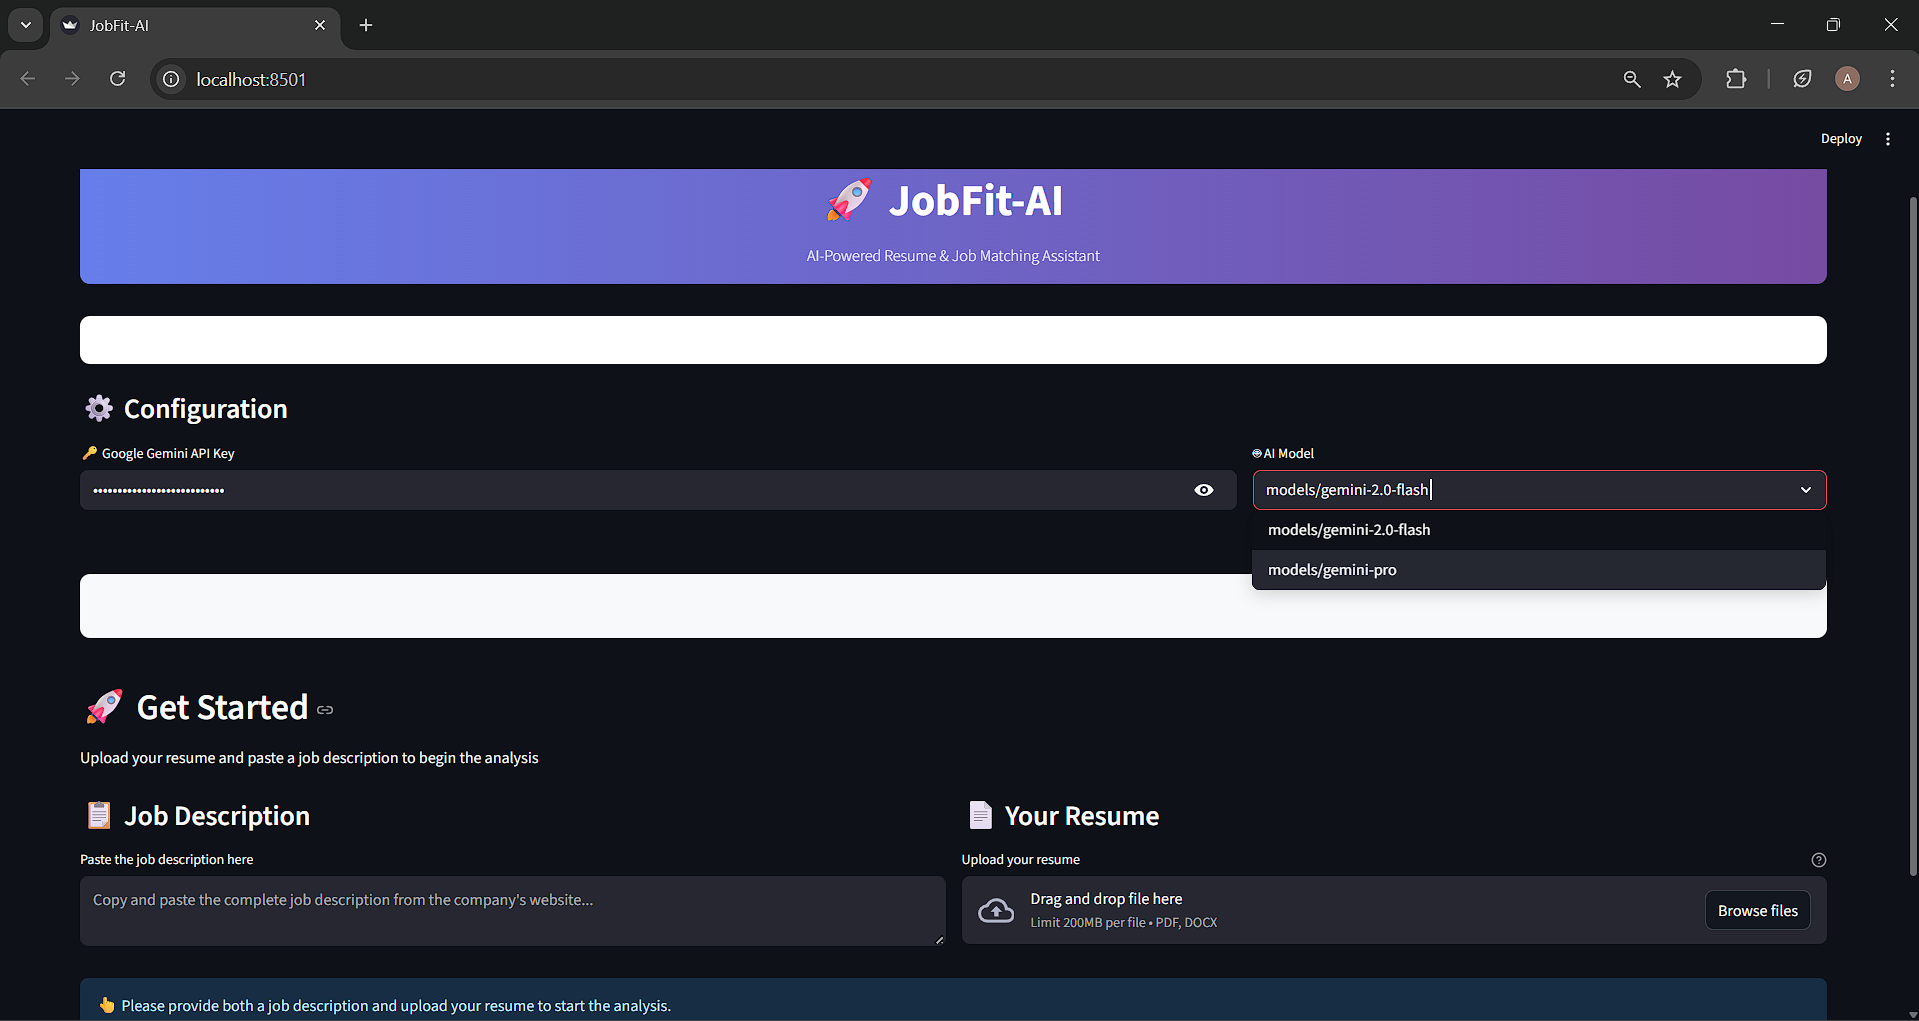 JobFit-AI
localhost:8501
A
Deploy
🚀 JobFit-AI
AI-Powered Resume & Job Matching Assistant
⚙️ Configuration
🔑 Google Gemini API Key
AI Model
••••••••••••••••••••••••••••
models/gemini-2.0-flash
models/gemini-2.0-flash
models/gemini-pro
🚀 Get Started
Upload your resume and paste a job description to begin the analysis
📋 Job Description
📄 Your Resume
Paste the job description here
Upload your resume
Copy and paste the complete job description from the company's website...
Drag and drop file here
Limit 200MB per file • PDF, DOCX
Browse files
👆 Please provide both a job description and upload your resume to start the analysis.